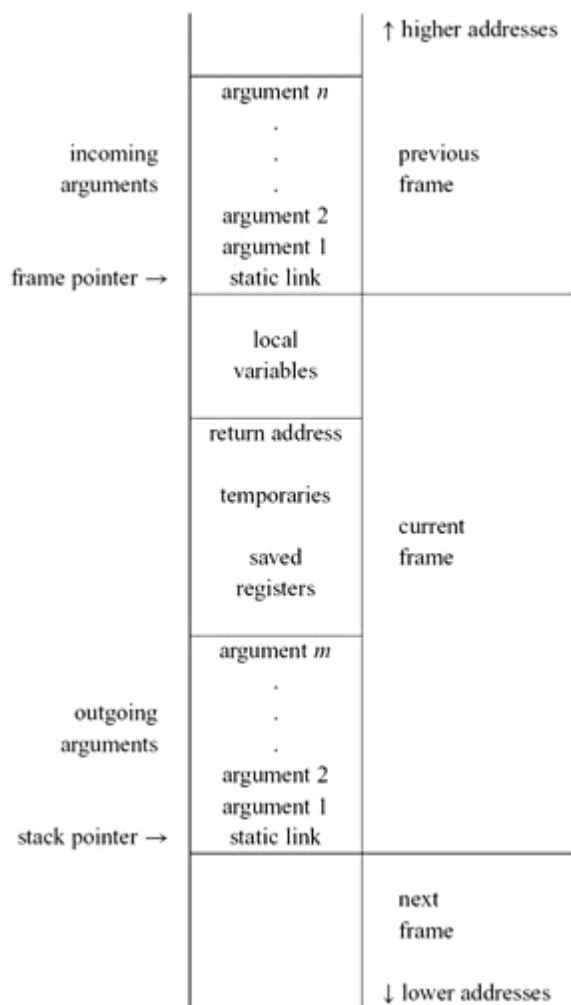 ↑ higher addresses
argument n
.
incoming . previous
arguments . frame
argument 2
argument 1
frame pointer → static link
local
variables
return address
temporaries
current
saved frame
registers
argument m
.
outgoing .
arguments .
argument 2
argument 1
stack pointer → static link
next
frame
↓ lower addresses